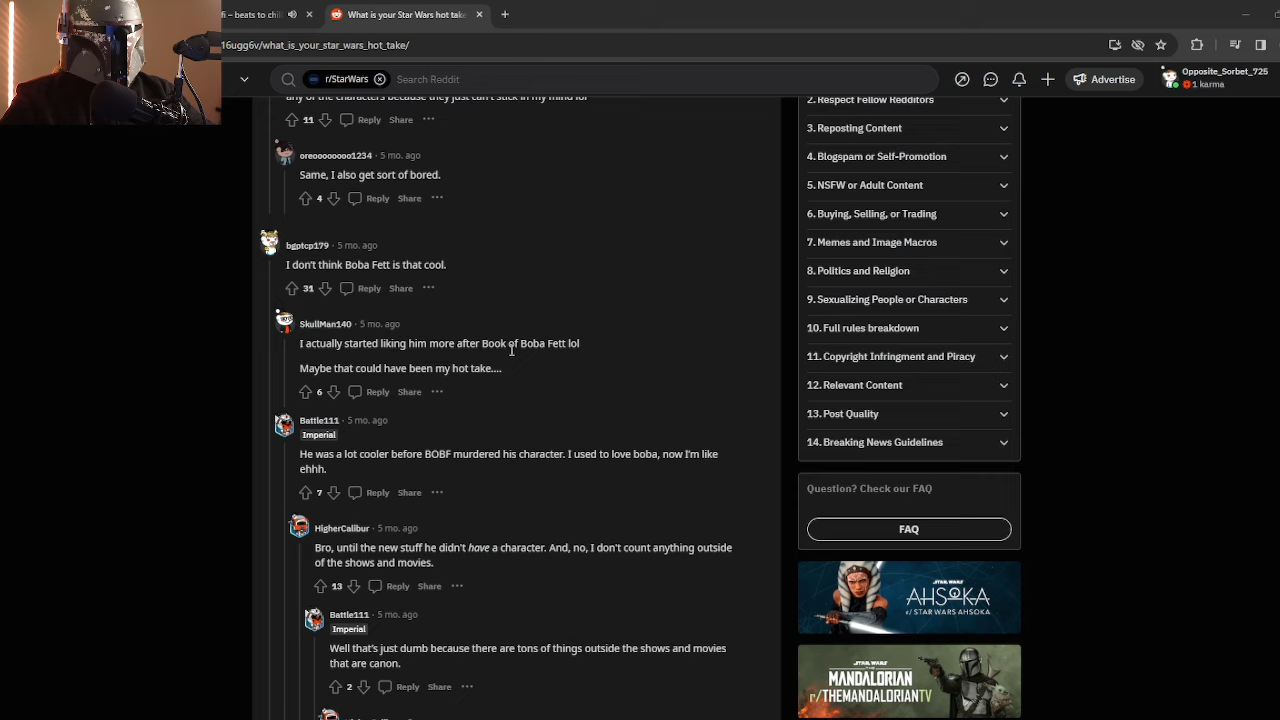 fi – beats to chil
What is your Star Wars hot take
16ugg6v/what_is_your_star_wars_hot_take/
r/StarWars
Search Reddit
Advertise
Opposite_Sorbet_725
1 karma
any of the characters because they just can't stick in my mind lol
11 Reply Share
oreoooooooo1234 5 mo. ago
Same, I also get sort of bored.
4 Reply Share
bgptcp179 5 mo. ago
I don't think Boba Fett is that cool.
31 Reply Share
SkullMan140 5 mo. ago
I actually started liking him more after Book of Boba Fett lol
Maybe that could have been my hot take....
6 Reply Share
Battle111 5 mo. ago
Imperial
He was a lot cooler before BOBF murdered his character. I used to love boba, now I'm like
ehhh.
7 Reply Share
HigherCalibur 5 mo. ago
Bro, until the new stuff he didn't have a character. And, no, I don't count anything outside
of the shows and movies.
13 Reply Share
Battle111 5 mo. ago
Imperial
Well that's just dumb because there are tons of things outside the shows and movies
that are canon.
2 Reply Share
2. Respect Fellow Redditors
3. Reposting Content
4. Blogspam or Self-Promotion
5. NSFW or Adult Content
6. Buying, Selling, or Trading
7. Memes and Image Macros
8. Politics and Religion
9. Sexualizing People or Characters
10. Full rules breakdown
11. Copyright Infringment and Piracy
12. Relevant Content
13. Post Quality
14. Breaking News Guidelines
Question? Check our FAQ
FAQ
STAR WARS
AHSOKA
r/ STAR WARS AHSOKA
STAR WARS
THE
MANDALORIAN
r/THEMANDALORIANTV